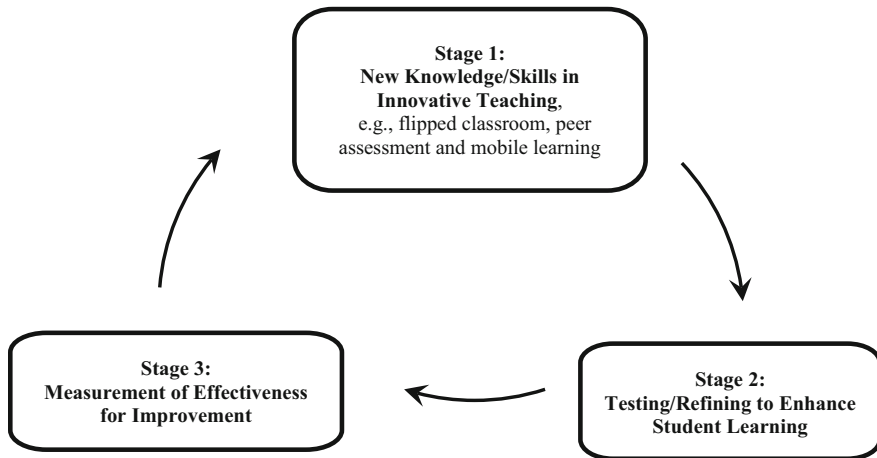 Stage 1:
New Knowledge/Skills in
Innovative Teaching,
e.g., flipped classroom, peer
assessment and mobile learning
Stage 2:
Testing/Refining to Enhance
Student Learning
Stage 3:
Measurement of Effectiveness
for Improvement